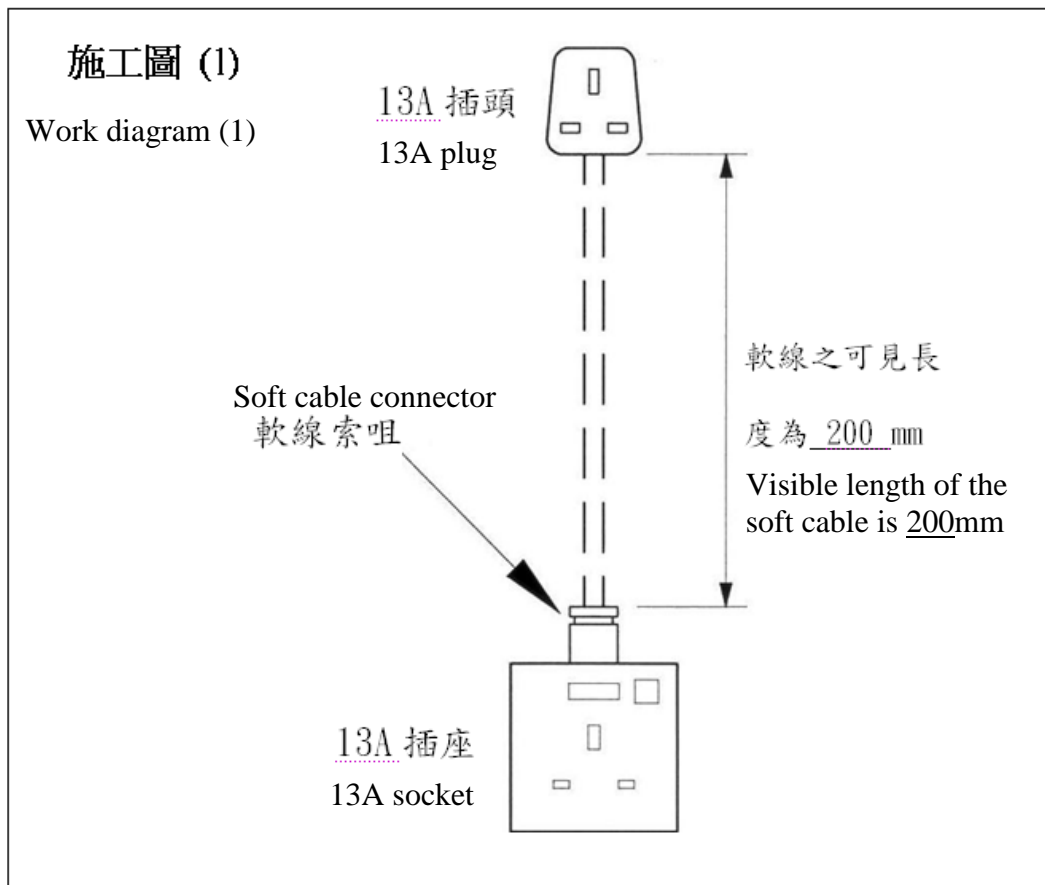 施工圖 (1)
Work diagram (1)
13A 插頭
13A plug
Soft cable connector
軟線索咀
軟線之可見長
度為 200 mm
Visible length of the
soft cable is 200mm
13A 插座
13A socket